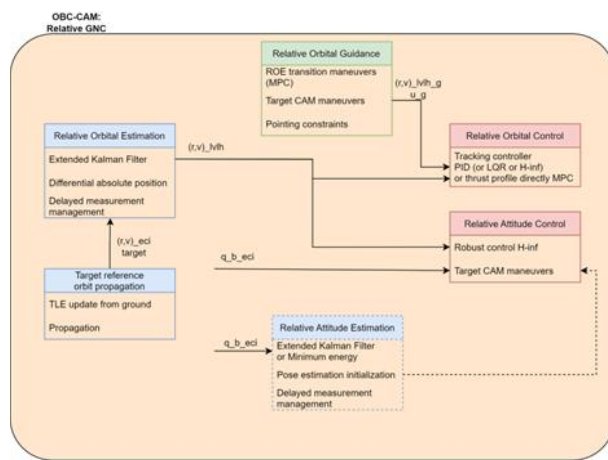 OBC-CAM:
Relative GNC
Relative Orbital Guidance
ROE transition maneuvers
(MPC)
Target CAM maneuvers
Pointing constraints
(r,v)_lvlh_g
u_g
Relative Orbital Estimation
Extended Kalman Filter
Differential absolute position
Delayed measurement
management
(r,v)_lvlh
Relative Orbital Control
Tracking controller
PID (or LQR or H-inf)
or thrust profile directly MPC
(r,v)_eci
target
Relative Attitude Control
Robust control H-inf
Target CAM maneuvers
q_b_eci
Target reference
orbit propagation
TLE update from ground
Propagation
q_b_eci
Relative Attitude Estimation
Extended Kalman Filter
or Minimum energy
Pose estimation initialization
Delayed measurement
management